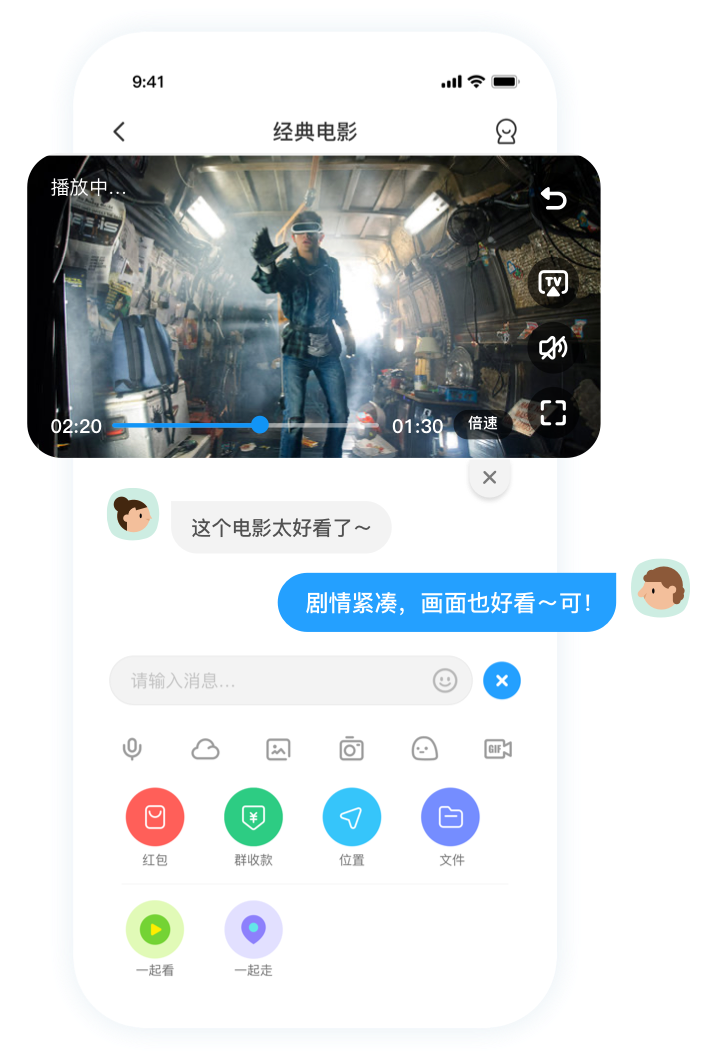 9:41
经典电影
播放中...
TV
02:20
01:30
倍速
这个电影太好看了～
剧情紧凑，画面也好看～可！
请输入消息...
GIF
红包
群收款
位置
文件
一起看
一起走